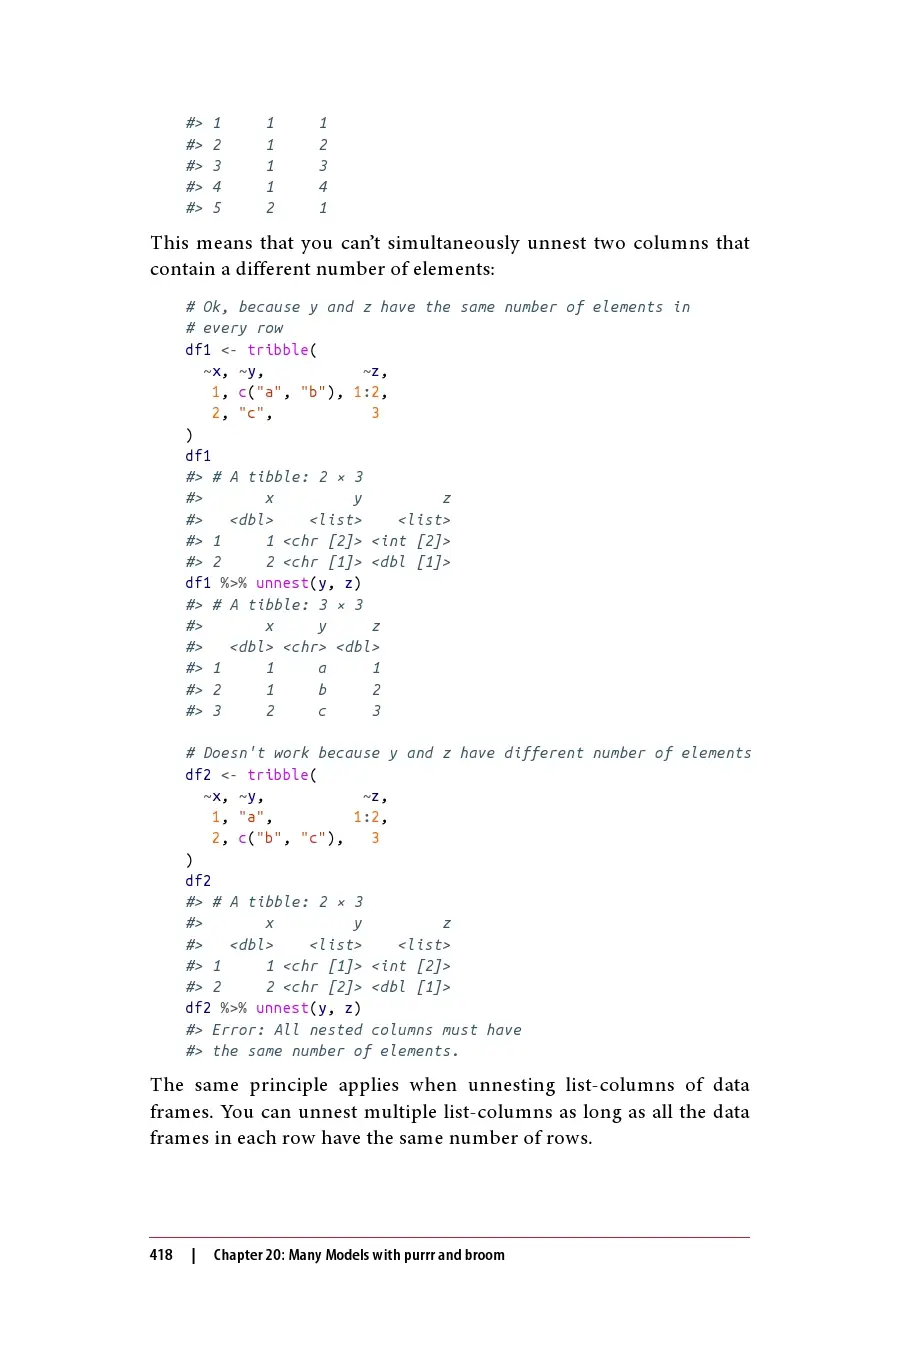 #> 1     1     1
#> 2     1     2
#> 3     1     3
#> 4     1     4
#> 5     2     1
This means that you can’t simultaneously unnest two columns that
contain a different number of elements:
# Ok, because y and z have the same number of elements in
# every row
df1 <- tribble(
  ~x, ~y,           ~z,
   1, c("a", "b"), 1:2,
   2, "c",           3
)
df1
#> # A tibble: 2 × 3
#>       x         y         z
#>   <dbl>    <list>    <list>
#> 1     1 <chr [2]> <int [2]>
#> 2     2 <chr [1]> <dbl [1]>
df1 %>% unnest(y, z)
#> # A tibble: 3 × 3
#>       x     y     z
#>   <dbl> <chr> <dbl>
#> 1     1     a     1
#> 2     1     b     2
#> 3     2     c     3
# Doesn't work because y and z have different number of elements
df2 <- tribble(
  ~x, ~y,           ~z,
   1, "a",         1:2,
   2, c("b", "c"),   3
)
df2
#> # A tibble: 2 × 3
#>       x         y         z
#>   <dbl>    <list>    <list>
#> 1     1 <chr [1]> <int [2]>
#> 2     2 <chr [2]> <dbl [1]>
df2 %>% unnest(y, z)
#> Error: All nested columns must have
#> the same number of elements.
The same principle applies when unnesting list-columns of data
frames. You can unnest multiple list-columns as long as all the data
frames in each row have the same number of rows.
418 | Chapter 20: Many Models with purrr and broom